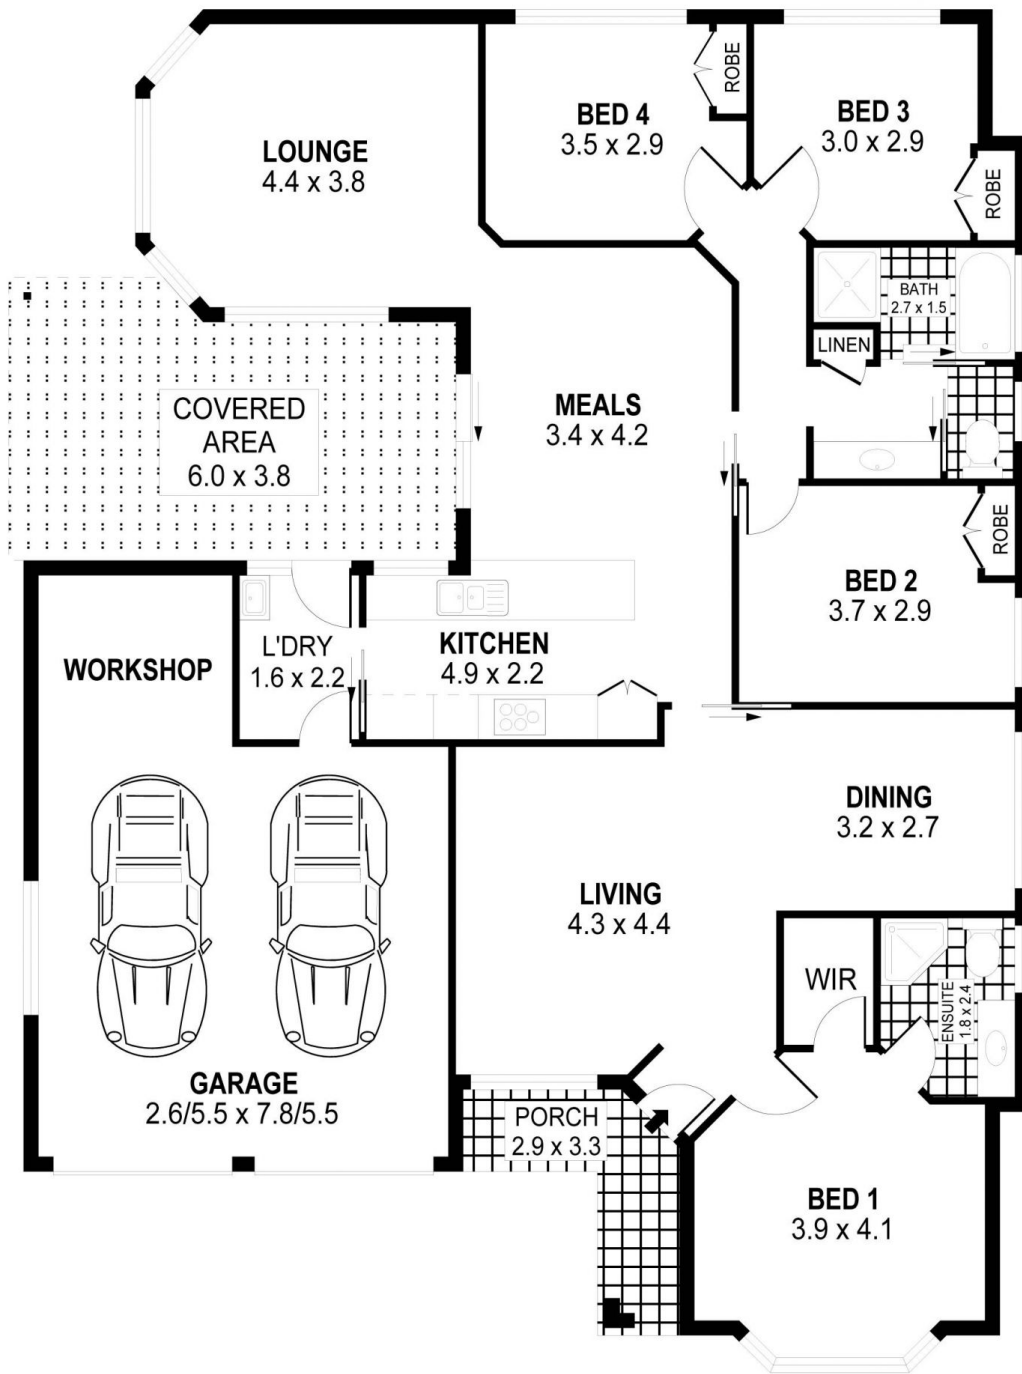 LOUNGE
4.4 x 3.8
BED 4
3.5 x 2.9
ROBE
BED 3
3.0 x 2.9
ROBE
BATH
2.7 x 1.5
LINEN
COVERED
AREA
6.0 x 3.8
MEALS
3.4 x 4.2
ROBE
BED 2
3.7 x 2.9
WORKSHOP
L'DRY
1.6 x 2.2
KITCHEN
4.9 x 2.2
DINING
3.2 x 2.7
LIVING
4.3 x 4.4
WIR
ENSUITE
1.8 x 2.4
GARAGE
2.6/5.5 x 7.8/5.5
PORCH
2.9 x 3.3
BED 1
3.9 x 4.1